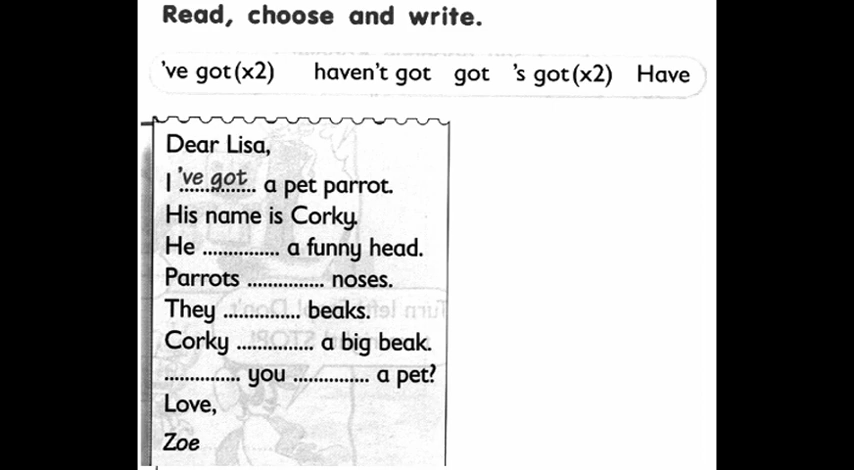 Read, choose and write.
've got(x2) haven't got got 's got(x2) Have
Dear Lisa,
I 've got a pet parrot.
His name is Corky.
He ............... a funny head.
Parrots ............... noses.
They ............... beaks.
Corky ............... a big beak.
............... you ............... a pet?
Love,
Zoe